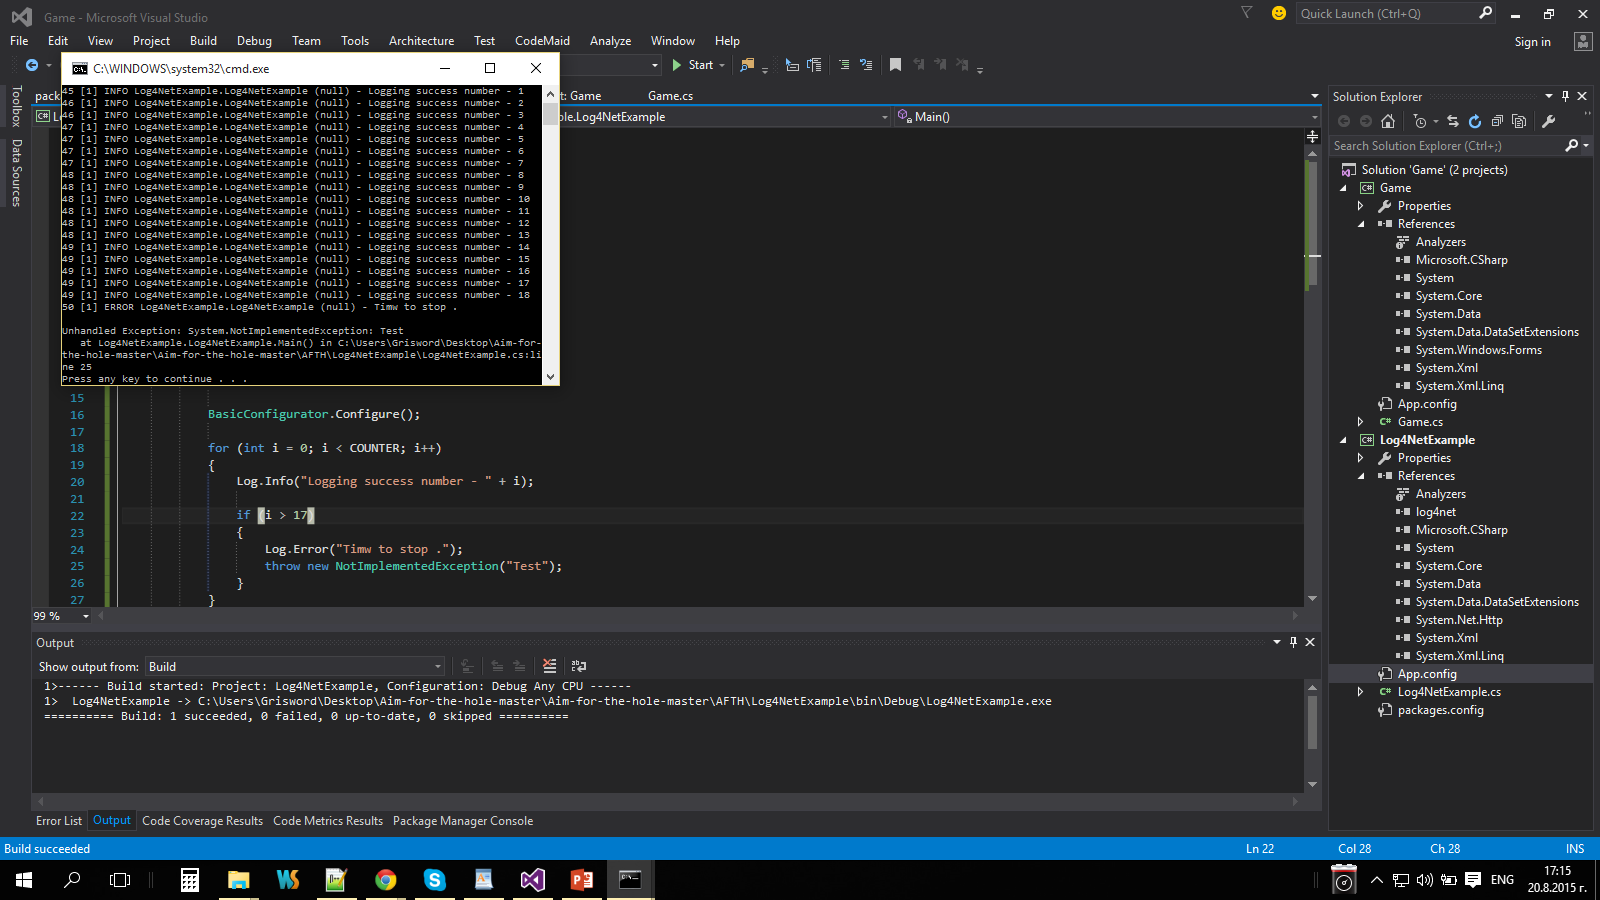 Game - Microsoft Visual Studio
Quick Launch (Ctrl+Q)
File Edit View Project Build Debug Team Tools Architecture Test CodeMaid Analyze Window Help
Sign in
Start
C:\WINDOWS\system32\cmd.exe
45 [1] INFO Log4NetExample.Log4NetExample (null) - Logging success number - 1
46 [1] INFO Log4NetExample.Log4NetExample (null) - Logging success number - 2
46 [1] INFO Log4NetExample.Log4NetExample (null) - Logging success number - 3
47 [1] INFO Log4NetExample.Log4NetExample (null) - Logging success number - 4
47 [1] INFO Log4NetExample.Log4NetExample (null) - Logging success number - 5
47 [1] INFO Log4NetExample.Log4NetExample (null) - Logging success number - 6
47 [1] INFO Log4NetExample.Log4NetExample (null) - Logging success number - 7
48 [1] INFO Log4NetExample.Log4NetExample (null) - Logging success number - 8
48 [1] INFO Log4NetExample.Log4NetExample (null) - Logging success number - 9
48 [1] INFO Log4NetExample.Log4NetExample (null) - Logging success number - 10
48 [1] INFO Log4NetExample.Log4NetExample (null) - Logging success number - 11
48 [1] INFO Log4NetExample.Log4NetExample (null) - Logging success number - 12
48 [1] INFO Log4NetExample.Log4NetExample (null) - Logging success number - 13
49 [1] INFO Log4NetExample.Log4NetExample (null) - Logging success number - 14
49 [1] INFO Log4NetExample.Log4NetExample (null) - Logging success number - 15
49 [1] INFO Log4NetExample.Log4NetExample (null) - Logging success number - 16
49 [1] INFO Log4NetExample.Log4NetExample (null) - Logging success number - 17
49 [1] INFO Log4NetExample.Log4NetExample (null) - Logging success number - 18
50 [1] ERROR Log4NetExample.Log4NetExample (null) - Timw to stop .
Unhandled Exception: System.NotImplementedException: Test
at Log4NetExample.Log4NetExample.Main() in C:\Users\Grisword\Desktop\Aim-for-
the-hole-master\Aim-for-the-hole-master\AFTH\Log4NetExample\Log4NetExample.cs:li
ne 25
Press any key to continue . . .
Toolbox
Data Sources
pac
t: Game
Game.cs
le.Log4NetExample
Main()
15
16 BasicConfigurator.Configure();
17
18 for (int i = 0; i < COUNTER; i++)
19 {
20 Log.Info("Logging success number - " + i);
21
22 if (i > 17)
23 {
24 Log.Error("Timw to stop .");
25 throw new NotImplementedException("Test");
26 }
27 }
99 %
Output
Show output from: Build
1>------ Build started: Project: Log4NetExample, Configuration: Debug Any CPU ------
1> Log4NetExample -> C:\Users\Grisword\Desktop\Aim-for-the-hole-master\Aim-for-the-hole-master\AFTH\Log4NetExample\bin\Debug\Log4NetExample.exe
========== Build: 1 succeeded, 0 failed, 0 up-to-date, 0 skipped ==========
Error List Output Code Coverage Results Code Metrics Results Package Manager Console
Solution Explorer
Search Solution Explorer (Ctrl+;)
Solution 'Game' (2 projects)
C# Game
Properties
References
Analyzers
Microsoft.CSharp
System
System.Core
System.Data
System.Data.DataSetExtensions
System.Windows.Forms
System.Xml
System.Xml.Linq
App.config
C# Game.cs
C# Log4NetExample
Properties
References
Analyzers
log4net
Microsoft.CSharp
System
System.Core
System.Data
System.Data.DataSetExtensions
System.Net.Http
System.Xml
System.Xml.Linq
App.config
C# Log4NetExample.cs
packages.config
Build succeeded
Ln 22
Col 28
Ch 28
INS
ENG
17:15
20.8.2015 г.